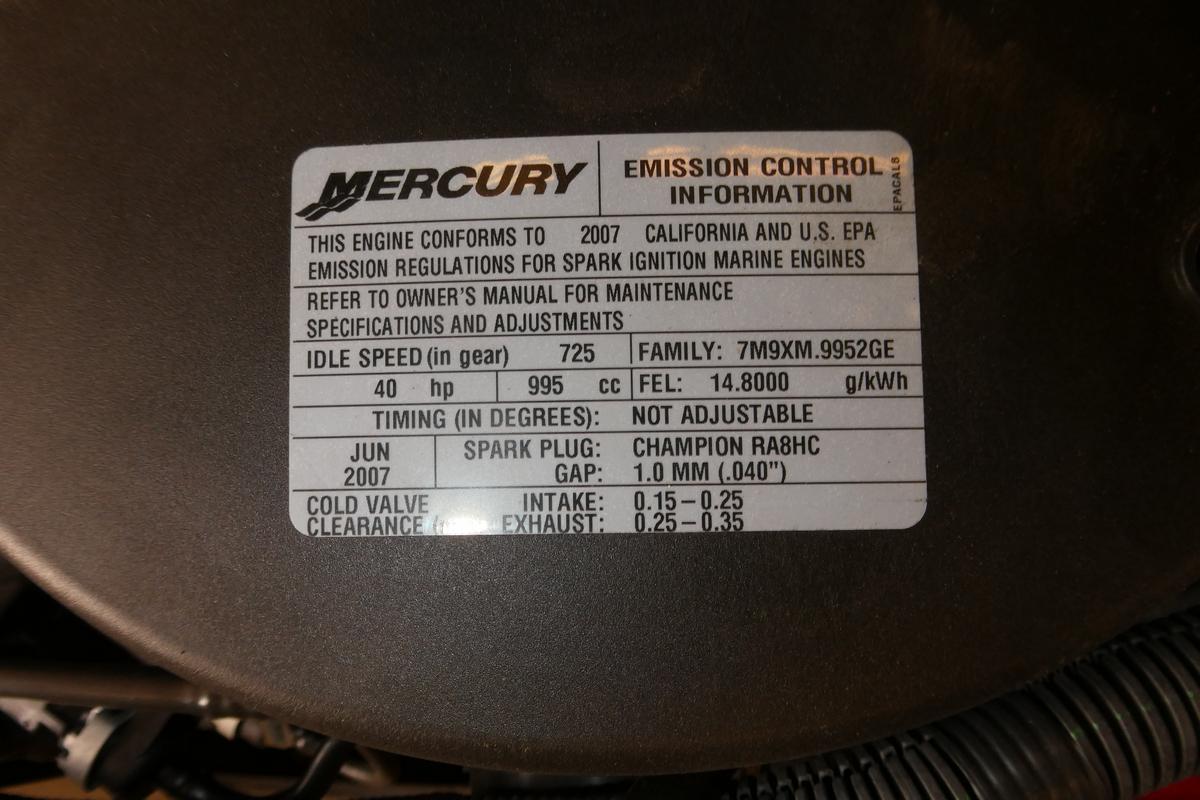 MERCURY
EMISSION CONTROL
INFORMATION
EPACAL8
THIS ENGINE CONFORMS TO 2007 CALIFORNIA AND U.S. EPA
EMISSION REGULATIONS FOR SPARK IGNITION MARINE ENGINES
REFER TO OWNER'S MANUAL FOR MAINTENANCE
SPECIFICATIONS AND ADJUSTMENTS
IDLE SPEED (in gear) 725 FAMILY: 7M9XM.9952GE
40 hp 995 cc FEL: 14.8000 g/kWh
TIMING (IN DEGREES): NOT ADJUSTABLE
JUN 2007
SPARK PLUG: CHAMPION RA8HC
GAP: 1.0 MM (.040")
COLD VALVE INTAKE: 0.15–0.25
CLEARANCE EXHAUST: 0.25–0.35